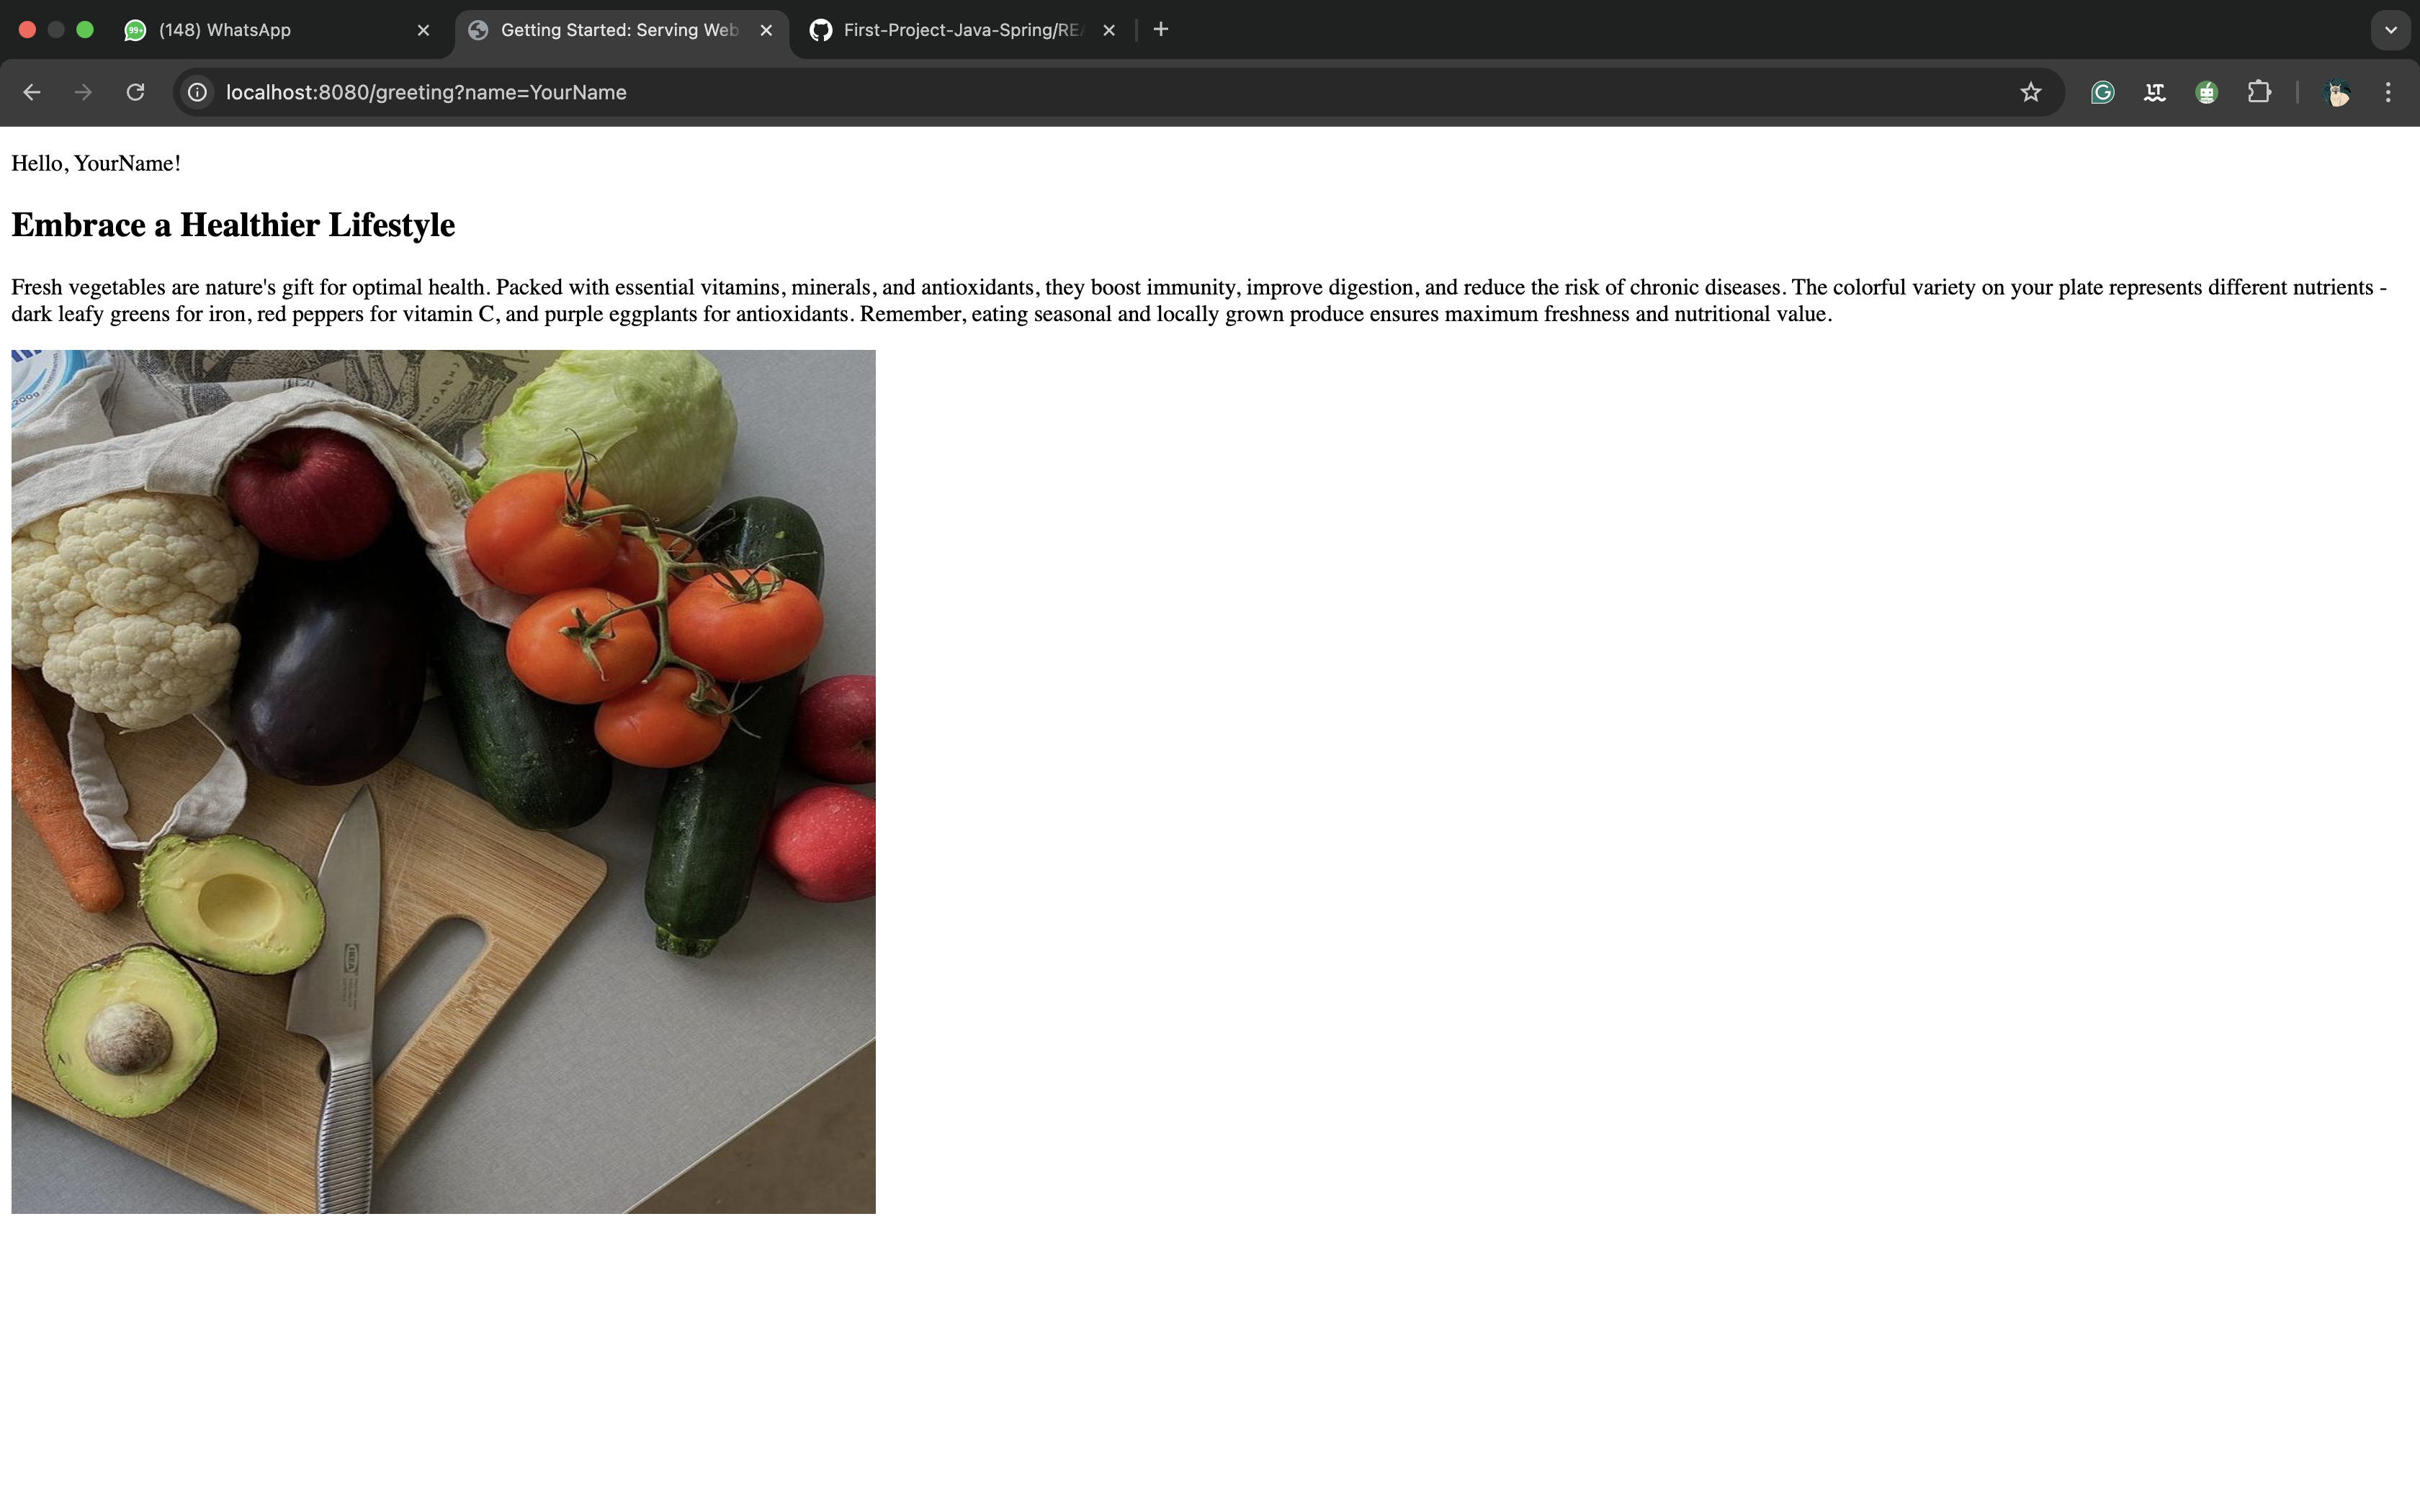 99+
(148) WhatsApp
Getting Started: Serving Web
First-Project-Java-Spring/RE
localhost:8080/greeting?name=YourName
Hello, YourName!
Embrace a Healthier Lifestyle
Fresh vegetables are nature's gift for optimal health. Packed with essential vitamins, minerals, and antioxidants, they boost immunity, improve digestion, and reduce the risk of chronic diseases. The colorful variety on your plate represents different nutrients -
dark leafy greens for iron, red peppers for vitamin C, and purple eggplants for antioxidants. Remember, eating seasonal and locally grown produce ensures maximum freshness and nutritional value.
200g
IKEA